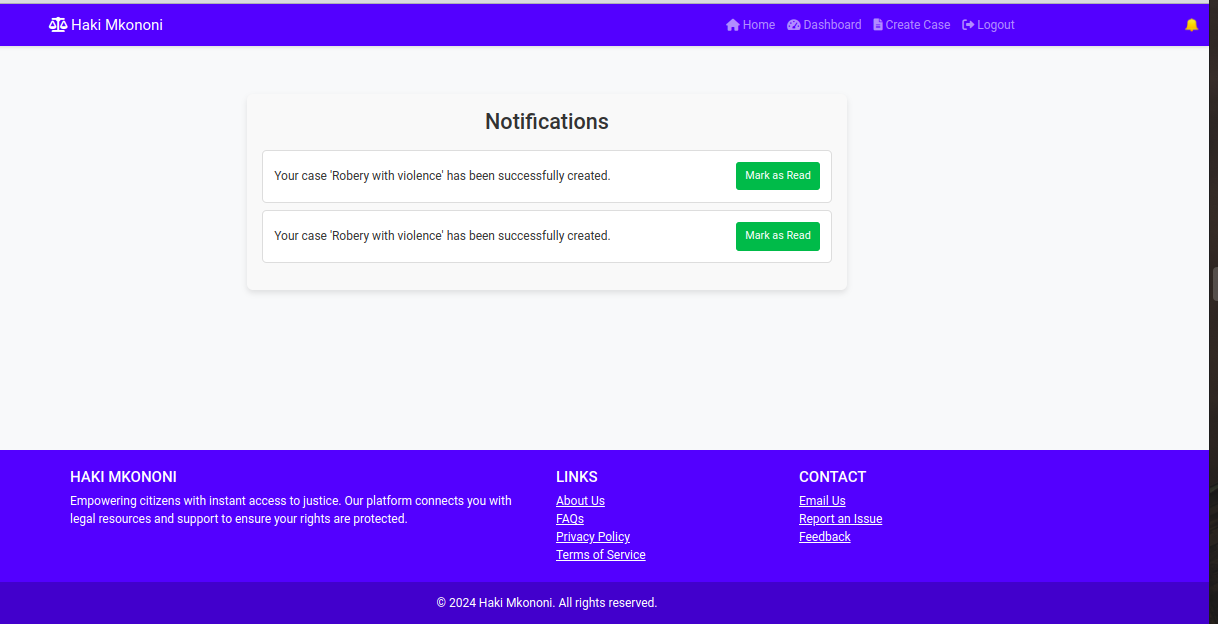 Haki Mkononi
Home Dashboard Create Case Logout
Notifications
Your case 'Robery with violence' has been successfully created. Mark as Read
Your case 'Robery with violence' has been successfully created. Mark as Read
HAKI MKONONI
Empowering citizens with instant access to justice. Our platform connects you with
legal resources and support to ensure your rights are protected.
LINKS
About Us
FAQs
Privacy Policy
Terms of Service
CONTACT
Email Us
Report an Issue
Feedback
© 2024 Haki Mkononi. All rights reserved.